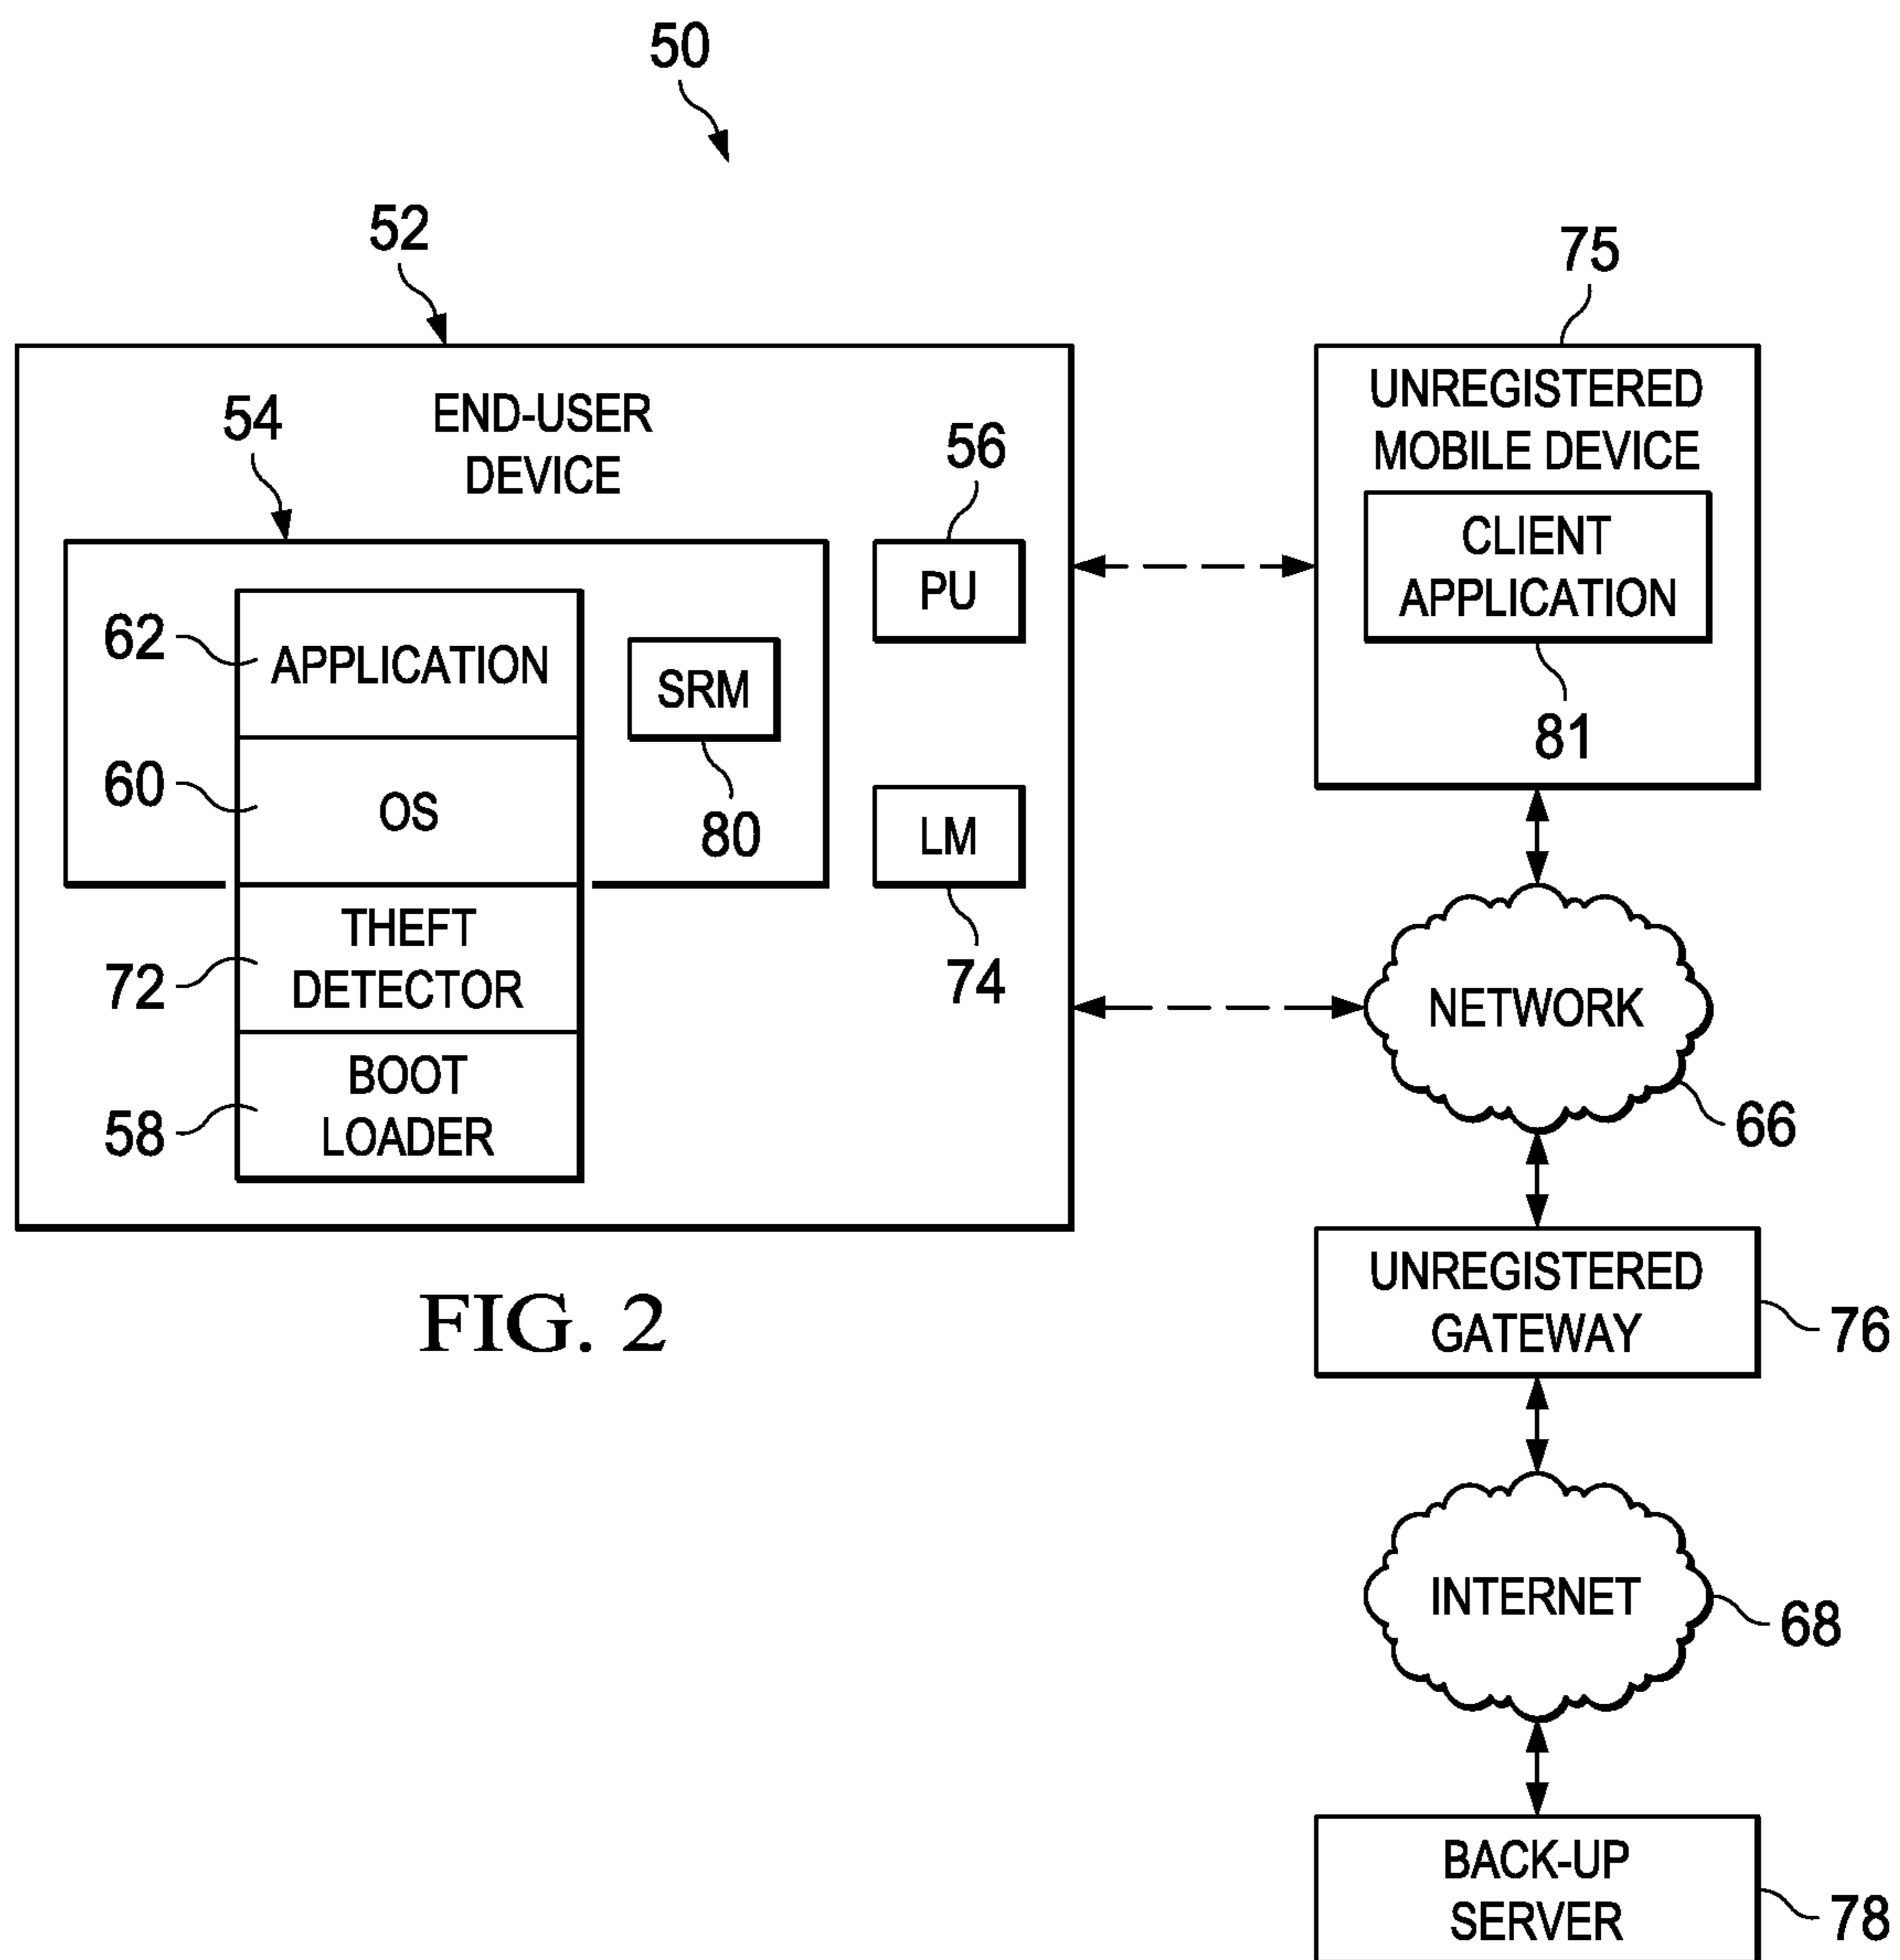 50
52
75
END-USER
DEVICE
54
56
UNREGISTERED
MOBILE DEVICE
CLIENT
APPLICATION
81
PU
62
APPLICATION
SRM
80
60
OS
LM
74
72
THEFT
DETECTOR
58
BOOT
LOADER
NETWORK
66
FIG. 2
UNREGISTERED
GATEWAY
76
INTERNET
68
BACK-UP
SERVER
78